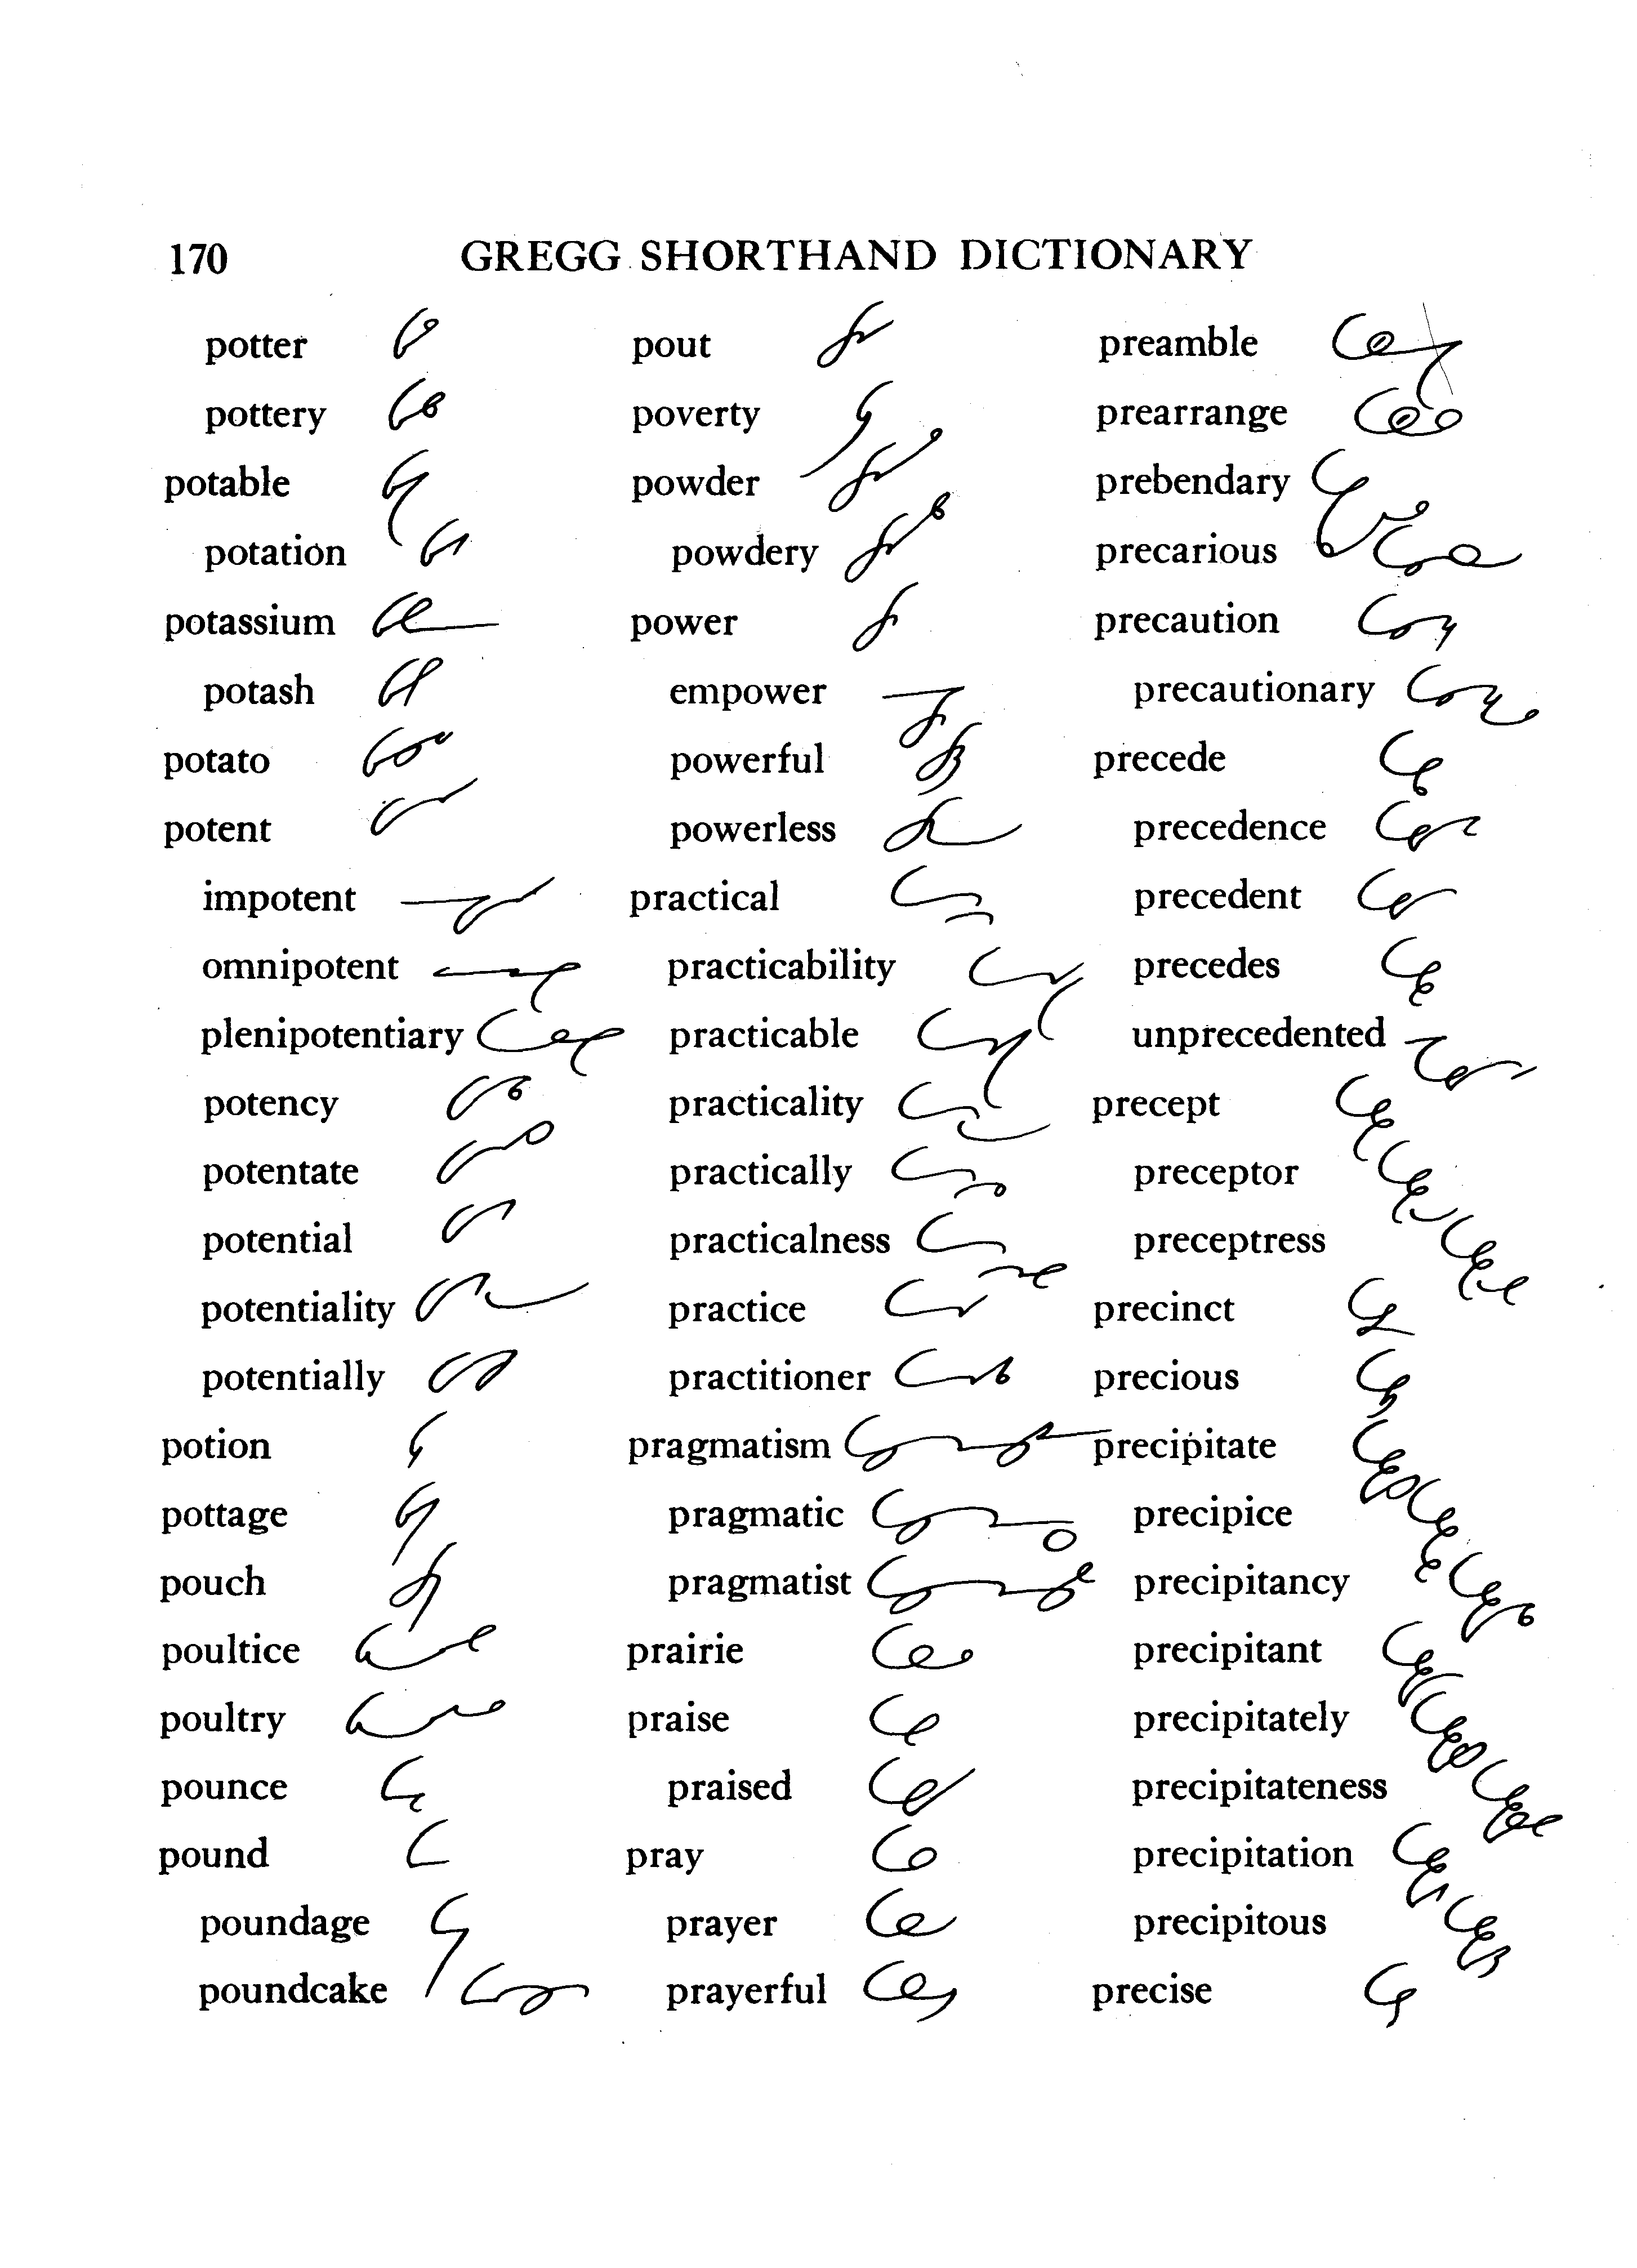 170 GREGG SHORTHAND DICTIONARY
potter
pottery
potable
potation
potassium
potash
potato
potent
impotent
omnipotent
plenipotentiary
potency
potentate
potential
potentiality
potentially
potion
pottage
pouch
poultice
poultry
pounce
pound
poundage
poundcake
pout
poverty
powder
powdery
power
empower
powerful
powerless
practical
practicability
practicable
practicality
practically
practicalness
practice
practitioner
pragmatism
pragmatic
pragmatist
prairie
praise
praised
pray
prayer
prayerful
preamble
prearrange
prebendary
precarious
precaution
precautionary
precede
precedence
precedent
precedes
unprecedented
precept
preceptor
preceptress
precinct
precious
precipitate
precipice
precipitancy
precipitant
precipitately
precipitateness
precipitation
precipitous
precise